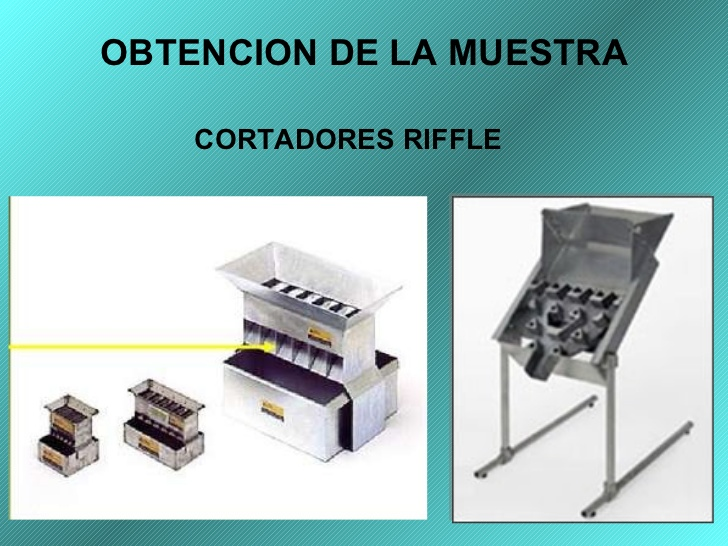 OBTENCION DE LA MUESTRA
CORTADORES RIFFLE